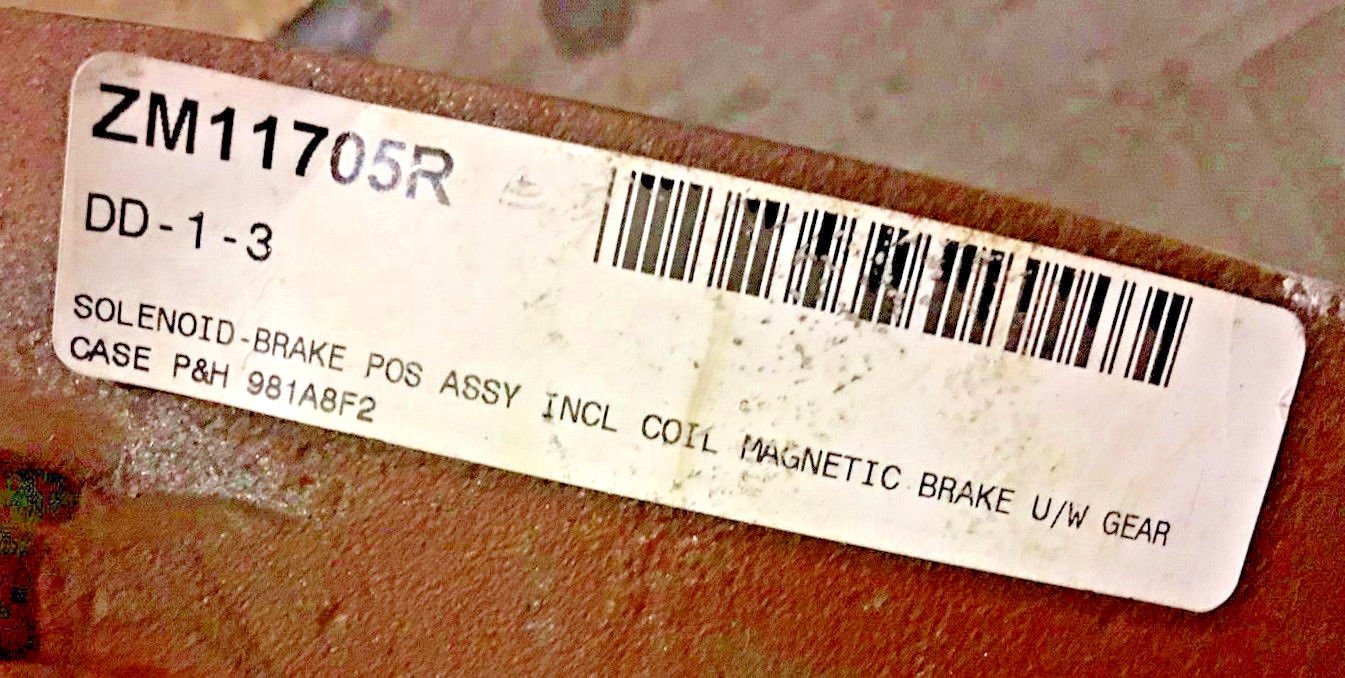 ZM11705R
DD-1-3
SOLENOID-BRAKE POS ASSY INCL COIL MAGNETIC BRAKE U/W GEAR
CASE P&H 981A8F2